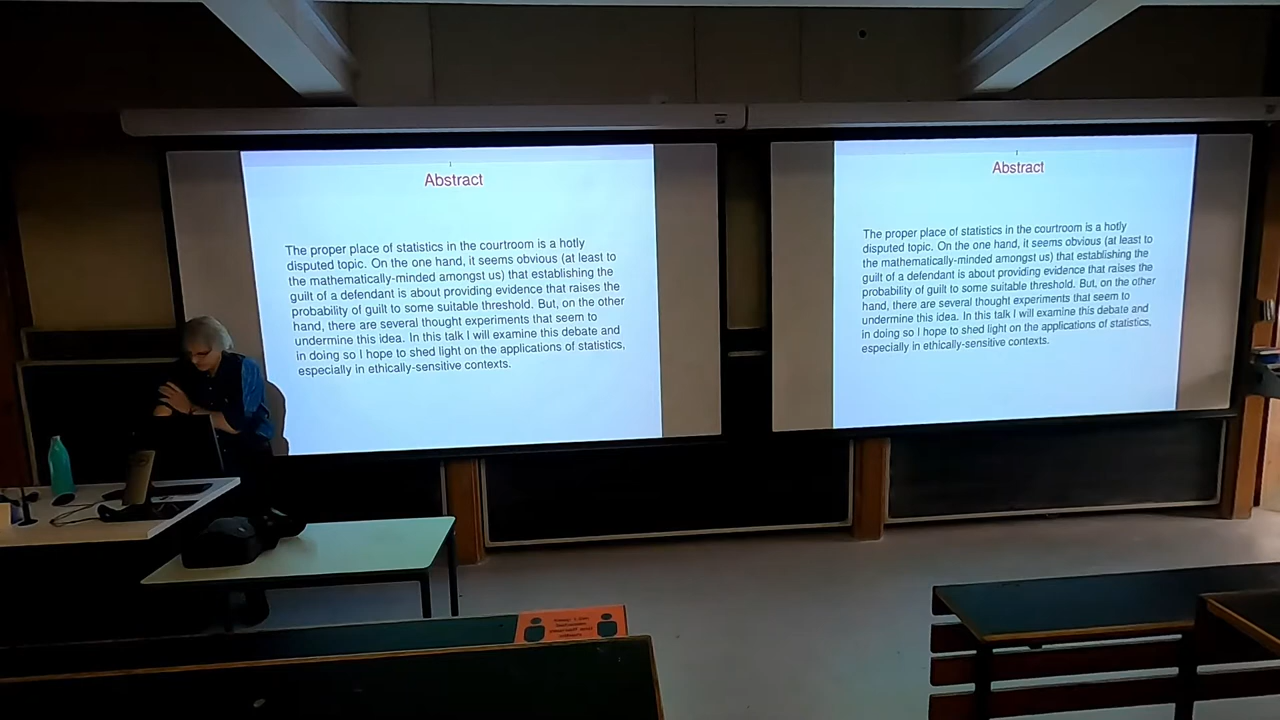 1
Abstract
The proper place of statistics in the courtroom is a hotly
disputed topic. On the one hand, it seems obvious (at least to
the mathematically-minded amongst us) that establishing the
guilt of a defendant is about providing evidence that raises the
probability of guilt to some suitable threshold. But, on the other
hand, there are several thought experiments that seem to
undermine this idea. In this talk I will examine this debate and
in doing so I hope to shed light on the applications of statistics,
especially in ethically-sensitive contexts.
1
Abstract
The proper place of statistics in the courtroom is a hotly
disputed topic. On the one hand, it seems obvious (at least to
the mathematically-minded amongst us) that establishing the
guilt of a defendant is about providing evidence that raises the
probability of guilt to some suitable threshold. But, on the other
hand, there are several thought experiments that seem to
undermine this idea. In this talk I will examine this debate and
in doing so I hope to shed light on the applications of statistics,
especially in ethically-sensitive contexts.